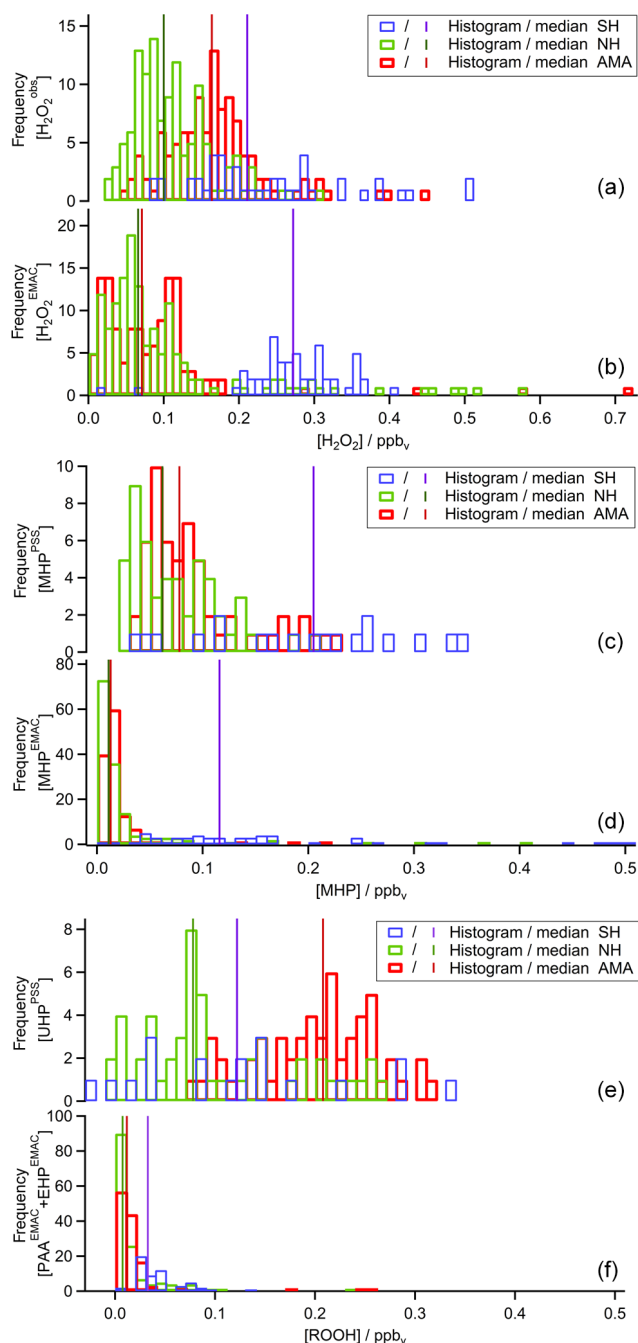 15
10
5
0
Frequency
[H2O2obs]
/ Histogram / median SH
/ Histogram / median NH
/ Histogram / median AMA
(a)
20
15
10
5
0
Frequency
[H2O2EMAC]
(b)
0.0 0.1 0.2 0.3 0.4 0.5 0.6 0.7
[H2O2] / ppbv
10
8
6
4
2
0
Frequency
[MHPPSS]
/ Histogram / median SH
/ Histogram / median NH
/ Histogram / median AMA
(c)
80
60
40
20
0
Frequency
[MHPEMAC]
(d)
0.0 0.1 0.2 0.3 0.4 0.5
[MHP] / ppbv
8
6
4
2
0
Frequency
[UHPPSS]
/ Histogram / median SH
/ Histogram / median NH
/ Histogram / median AMA
(e)
100
80
60
40
20
0
Frequency
[PAAEMAC+EHPEMAC]
(f)
0.0 0.1 0.2 0.3 0.4 0.5
[ROOH] / ppbv